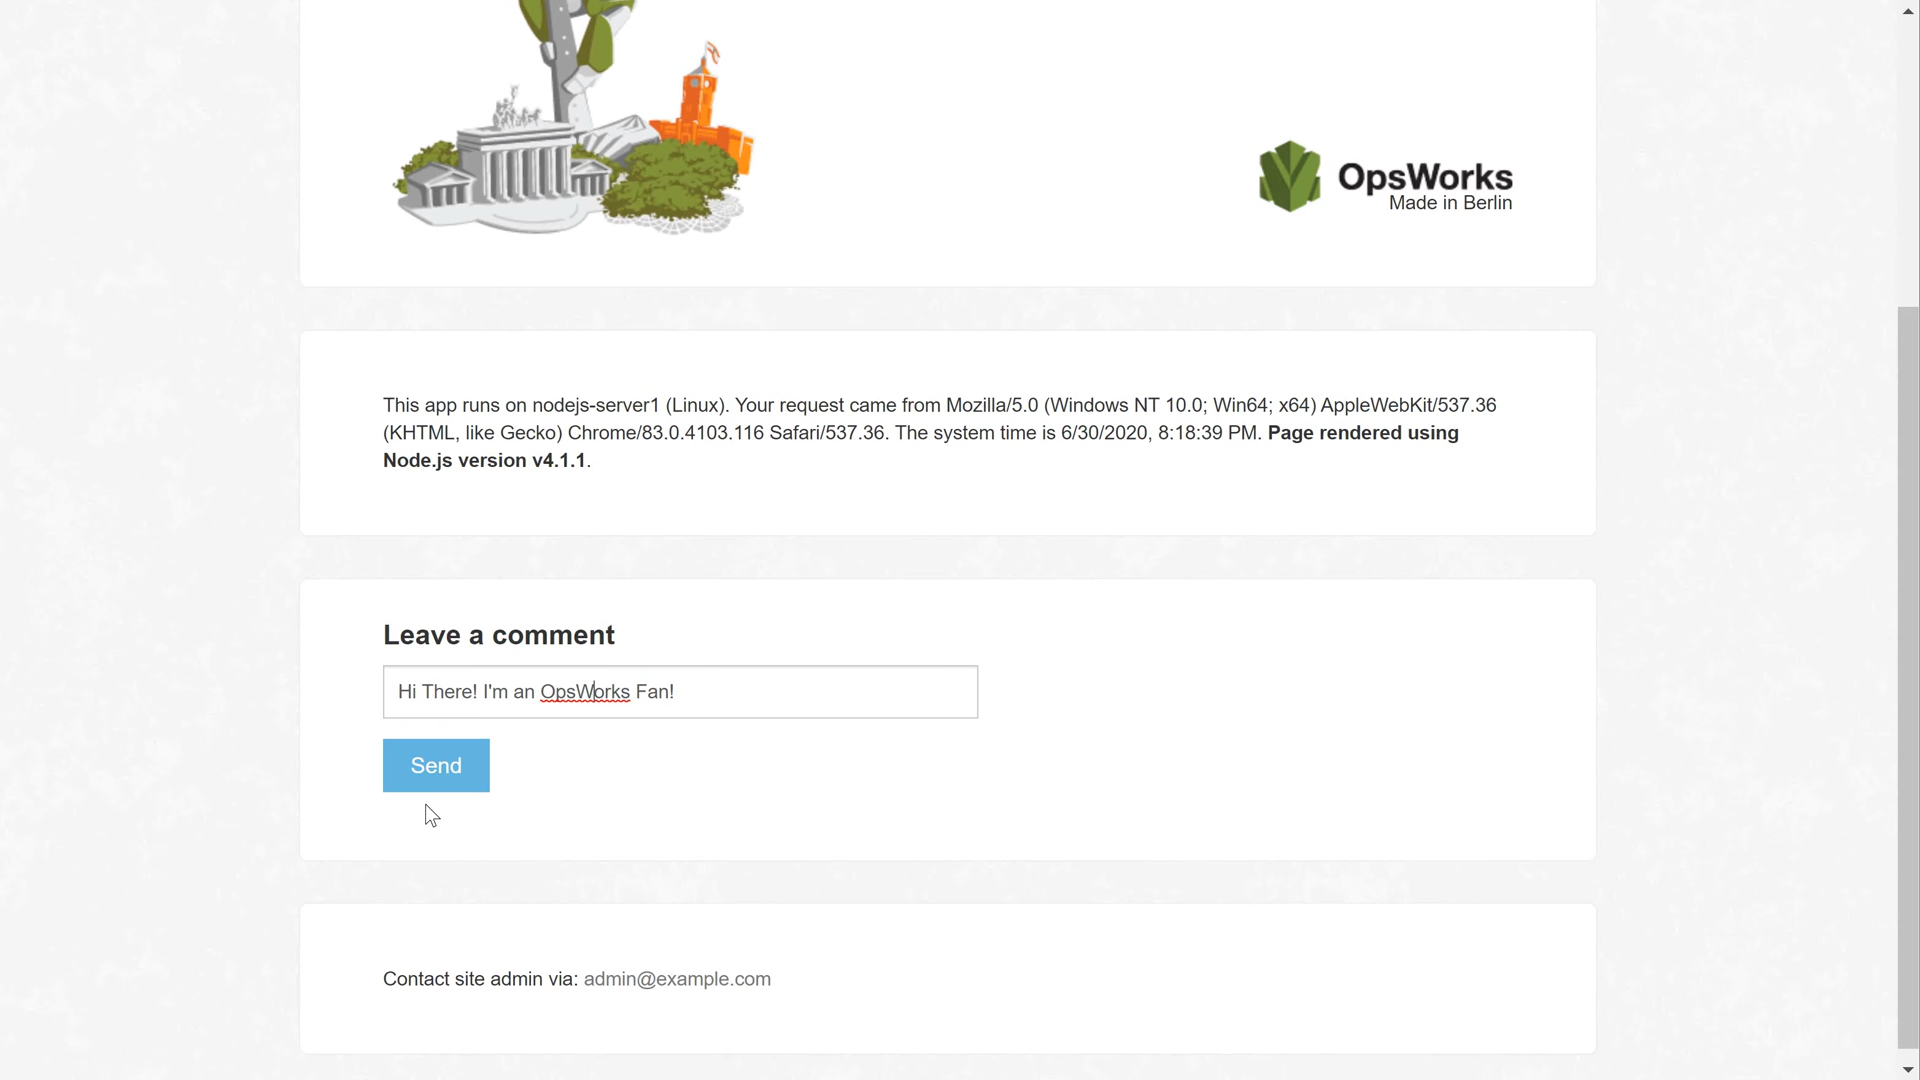 OpsWorks
Made in Berlin
This app runs on nodejs-server1 (Linux). Your request came from Mozilla/5.0 (Windows NT 10.0; Win64; x64) AppleWebKit/537.36
(KHTML, like Gecko) Chrome/83.0.4103.116 Safari/537.36. The system time is 6/30/2020, 8:18:39 PM. Page rendered using
Node.js version v4.1.1.
Leave a comment
Hi There! I'm an OpsWorks Fan!
Send
Contact site admin via: admin@example.com